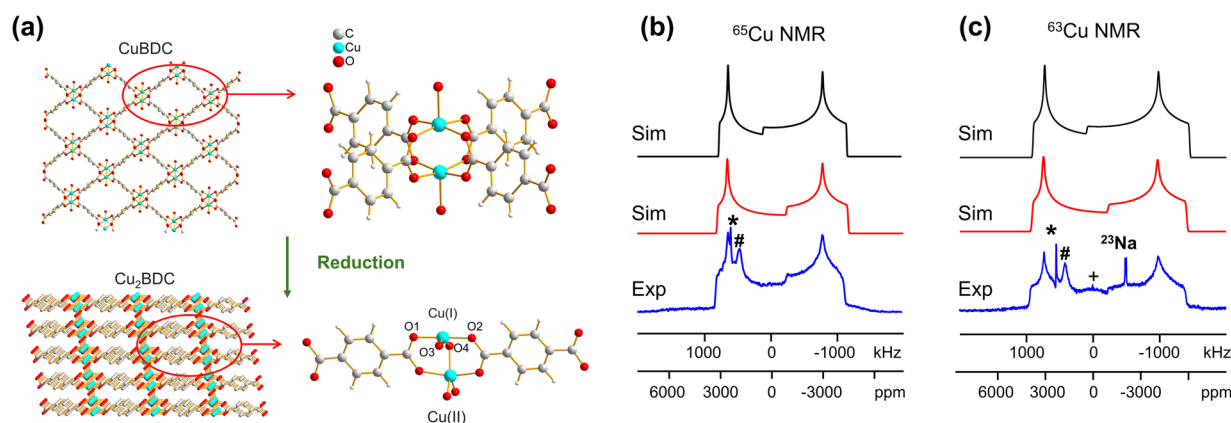 (a)
CuBDC
C
Cu
O
Reduction
Cu₂BDC
Cu(I)
O1
O2
O3
O4
Cu(II)
(b)
⁶⁵Cu NMR
Sim
Sim
*
#
Exp
1000 0 -1000 kHz
6000 3000 0 -3000 ppm
(c)
⁶³Cu NMR
Sim
Sim
*
#
+
²³Na
Exp
1000 0 -1000 kHz
6000 3000 0 -3000 ppm